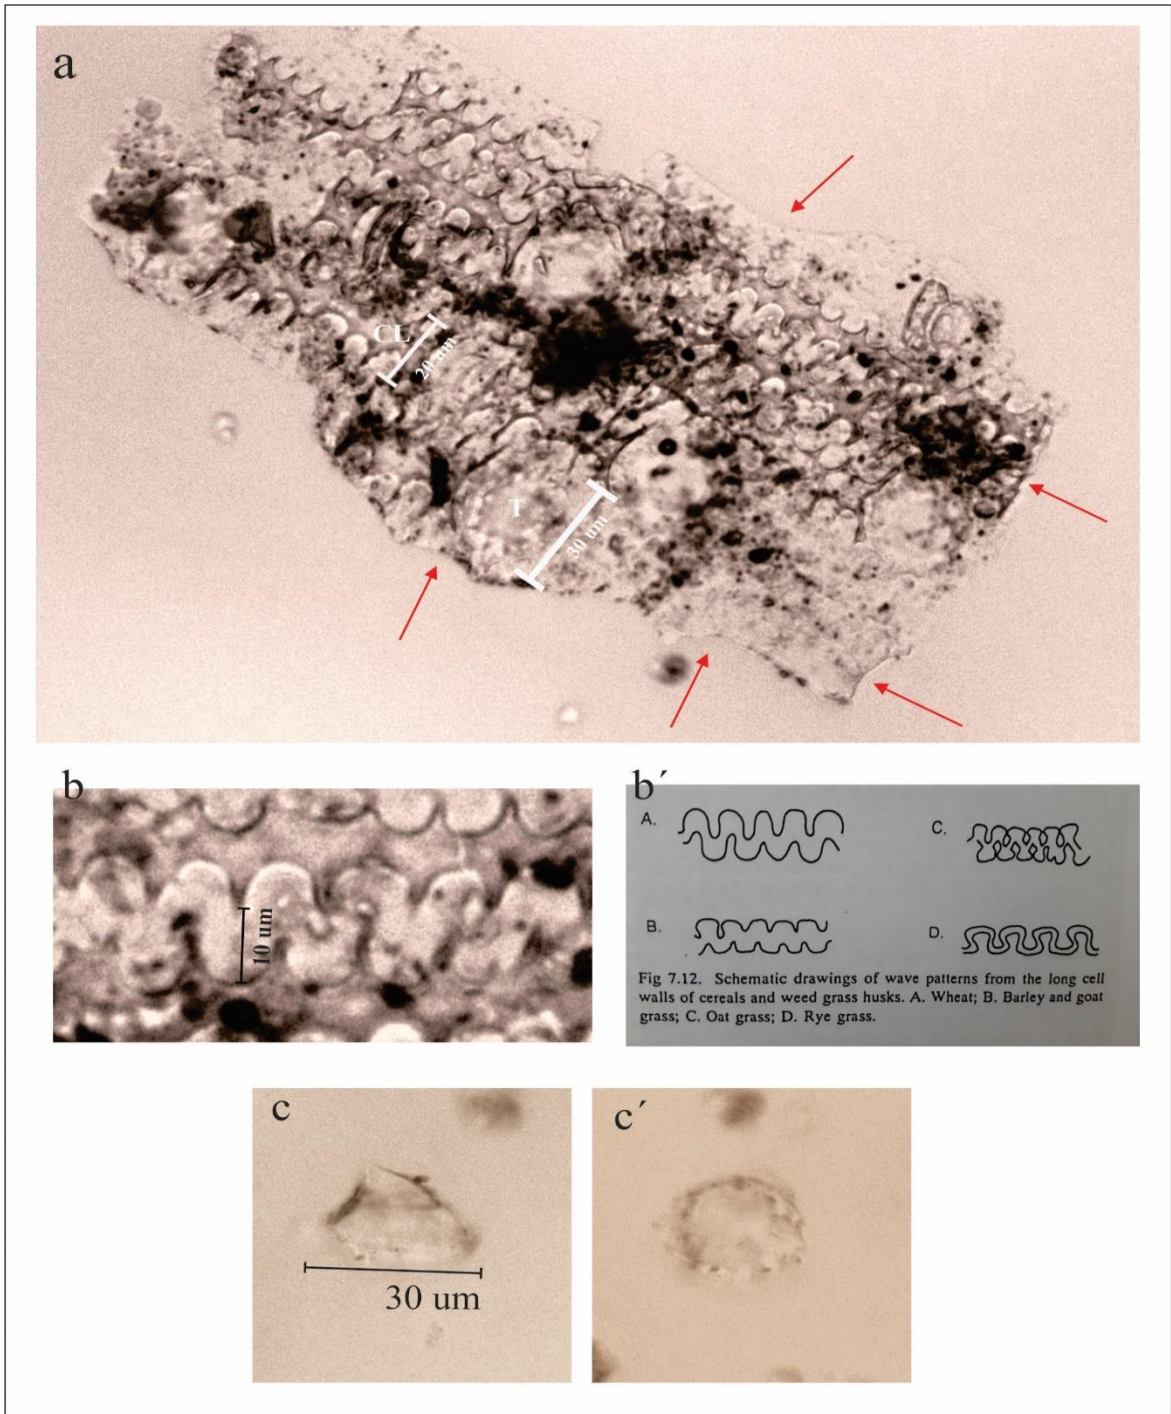 a
CL
20 um
T
30 um
b
10 um
b´
A.
C.
B.
D.
Fig 7.12. Schematic drawings of wave patterns from the long cell
walls of cereals and weed grass husks. A. Wheat; B. Barley and goat
grass; C. Oat grass; D. Rye grass.
c
30 um
c´